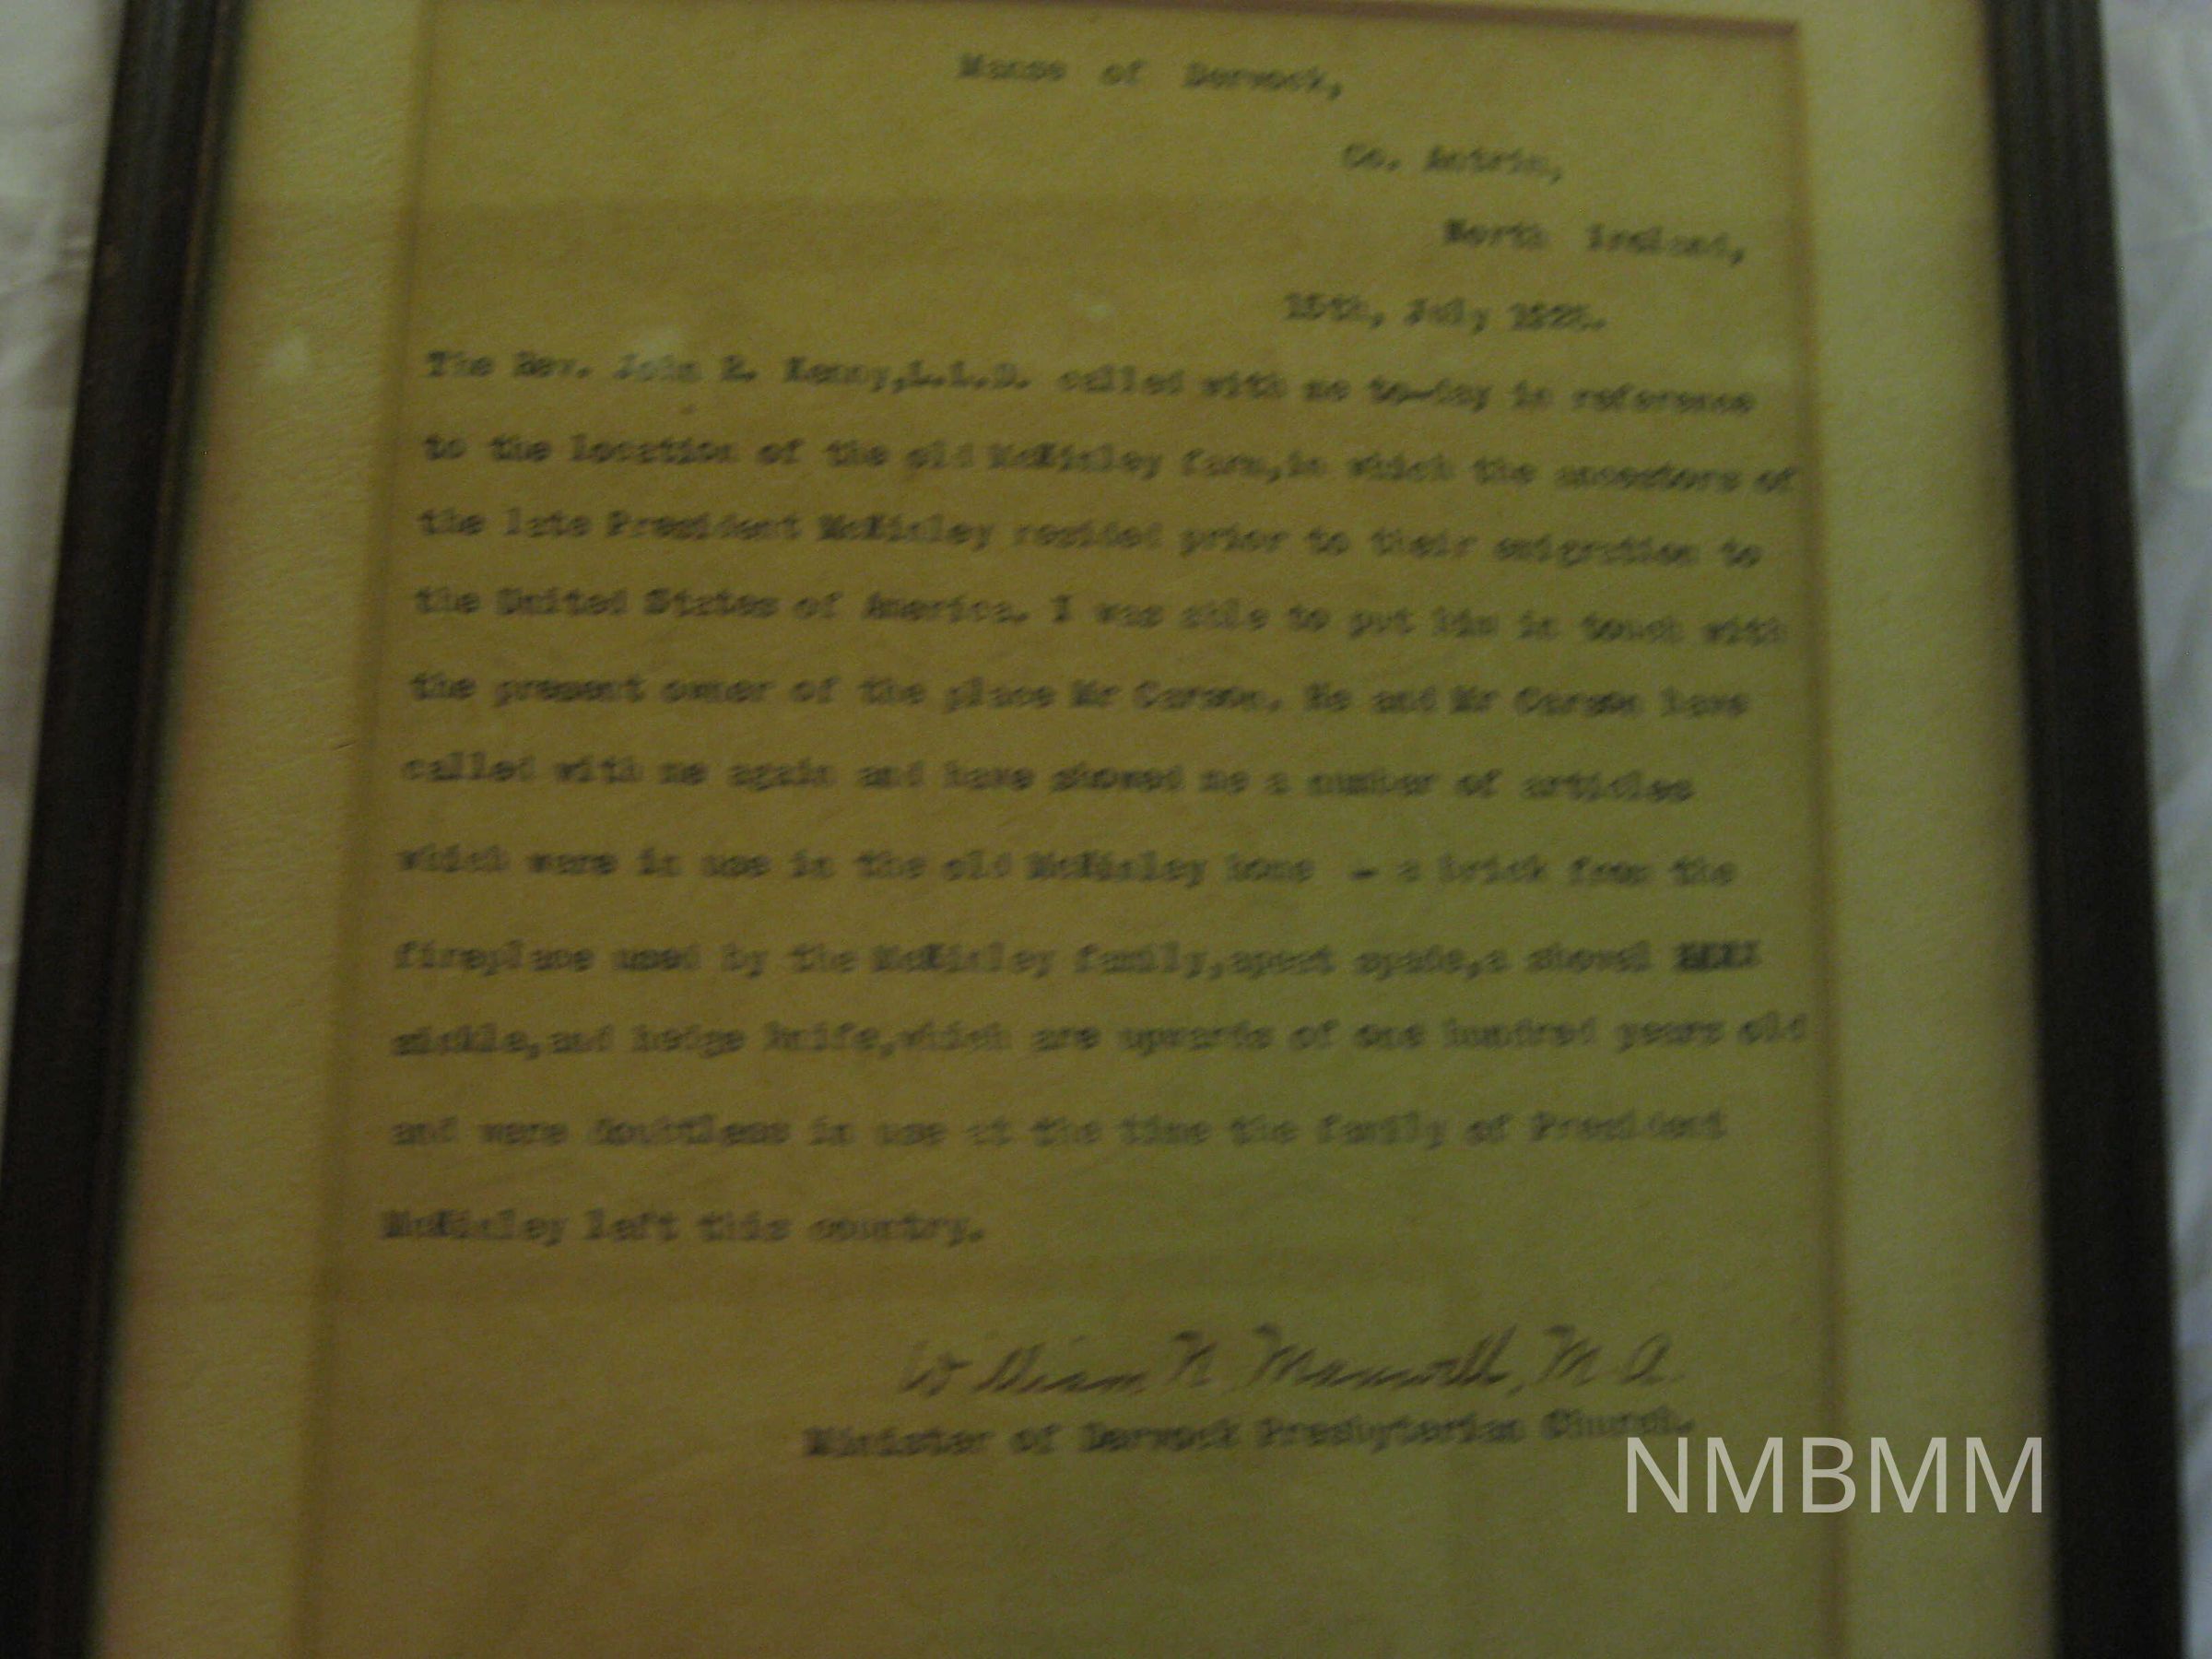 Manse of Dervock,
Co. Antrim,
North Ireland,
15th, July
The Rev. John R. Kenny,L.L.D. called with me to-day in reference
to the location of the old McKinley farm,in which the ancestors of
the late President McKinley resided prior to their emigration to
the United States of America. I was able to put him in touch with
the present owner of the place Mr Carson. He and Mr Carson have
called with me again and have showed me a number of articles
which were in use in the old McKinley home - a brick from the
fireplace used by the McKinley family,a spade,a shovel
sickle,and hedge knife,which are upwards of one hundred years old
and were doubtless in use at the time the family of President
McKinley left this country.
William N. Maxwell, M.A.
Minister of Dervock Presbyterian Church.
NMBMM